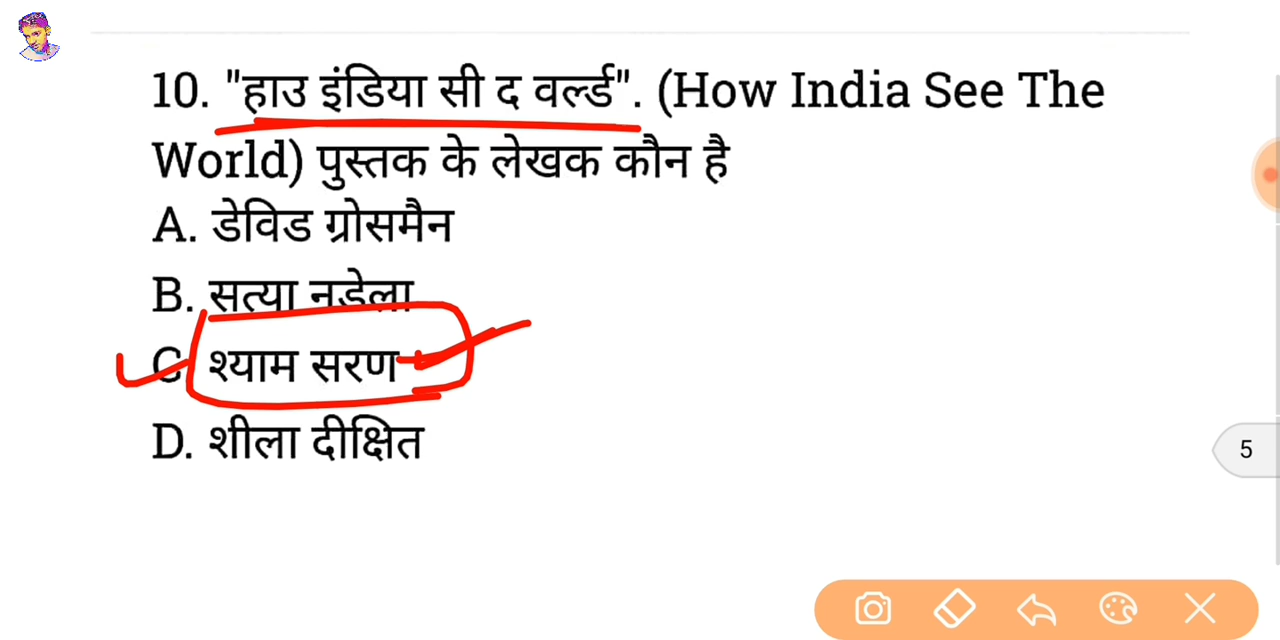 10. "हाउ इंडिया सी द वर्ल्ड". (How India See The
World) पुस्तक के लेखक कौन है
A. डेविड ग्रोसमैन
B. सत्या नडेला
C श्याम सरण
D. शीला दीक्षित
5